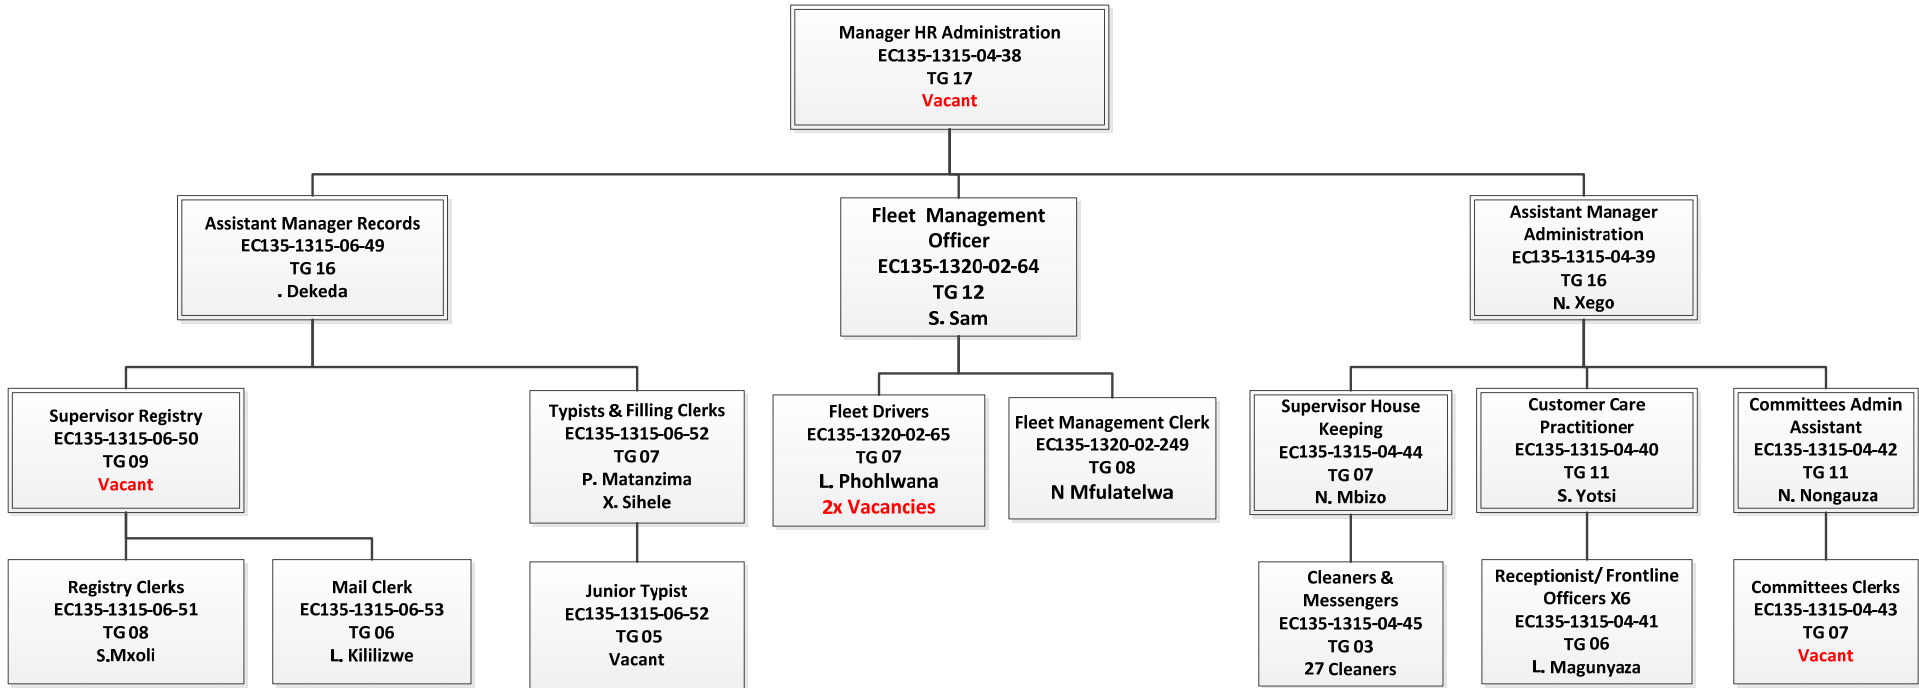 Manager HR Administration
EC135-1315-04-38
TG 17
Vacant
Assistant Manager Records
EC135-1315-06-49
TG 16
. Dekeda
Fleet Management
Officer
EC135-1320-02-64
TG 12
S. Sam
Assistant Manager
Administration
EC135-1315-04-39
TG 16
N. Xego
Supervisor Registry
EC135-1315-06-50
TG 09
Vacant
Typists & Filling Clerks
EC135-1315-06-52
TG 07
P. Matanzima
X. Sihele
Fleet Drivers
EC135-1320-02-65
TG 07
L. Phohlwana
2x Vacancies
Fleet Management Clerk
EC135-1320-02-249
TG 08
N Mfulatelwa
Supervisor House
Keeping
EC135-1315-04-44
TG 07
N. Mbizo
Customer Care
Practitioner
EC135-1315-04-40
TG 11
S. Yotsi
Committees Admin
Assistant
EC135-1315-04-42
TG 11
N. Nongauza
Registry Clerks
EC135-1315-06-51
TG 08
S.Mxoli
Mail Clerk
EC135-1315-06-53
TG 06
L. Kililizwe
Junior Typist
EC135-1315-06-52
TG 05
Vacant
Cleaners &
Messengers
EC135-1315-04-45
TG 03
27 Cleaners
Receptionist/ Frontline
Officers X6
EC135-1315-04-41
TG 06
L. Magunyaza
Committees Clerks
EC135-1315-04-43
TG 07
Vacant